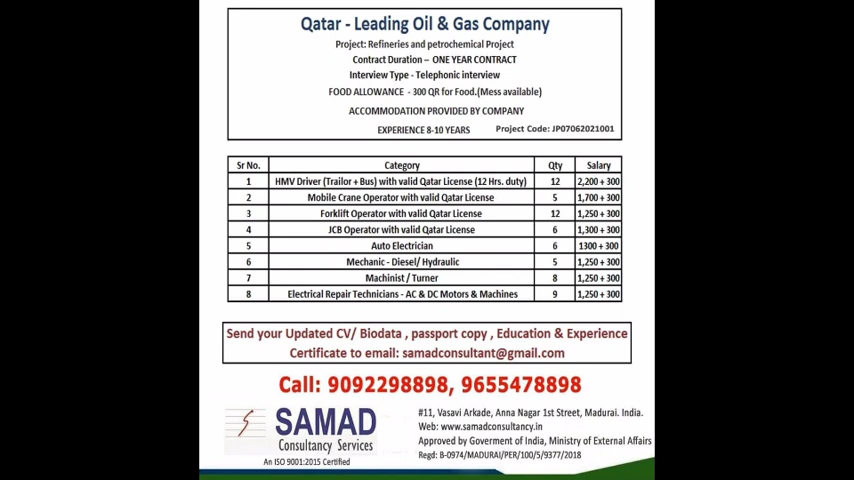 Qatar - Leading Oil & Gas Company
Project: Refineries and petrochemical Project
Contract Duration – ONE YEAR CONTRACT
Interview Type - Telephonic interview
FOOD ALLOWANCE - 300 QR for Food.(Mess available)
ACCOMMODATION PROVIDED BY COMPANY
EXPERIENCE 8-10 YEARS Project Code: JP07062021001
Sr No. Category Qty Salary
1 HMV Driver (Trailor + Bus) with valid Qatar License (12 Hrs. duty) 12 2,200 + 300
2 Mobile Crane Operator with valid Qatar License 5 1,700 + 300
3 Forklift Operator with valid Qatar License 12 1,250 + 300
4 JCB Operator with valid Qatar License 6 1,300 + 300
5 Auto Electrician 6 1300 + 300
6 Mechanic - Diesel/ Hydraulic 5 1,250 + 300
7 Machinist / Turner 8 1,250 + 300
8 Electrical Repair Technicians - AC & DC Motors & Machines 9 1,250 + 300
Send your Updated CV/ Biodata , passport copy , Education & Experience
Certificate to email: samadconsultant@gmail.com
Call: 9092298898, 9655478898
SAMAD
Consultancy Services
An ISO 9001:2015 Certified
#11, Vasavi Arkade, Anna Nagar 1st Street, Madurai. India.
Web: www.samadconsultancy.in
Approved by Goverment of India, Ministry of External Affairs
Regd: B-0974/MADURAI/PER/100/5/9377/2018